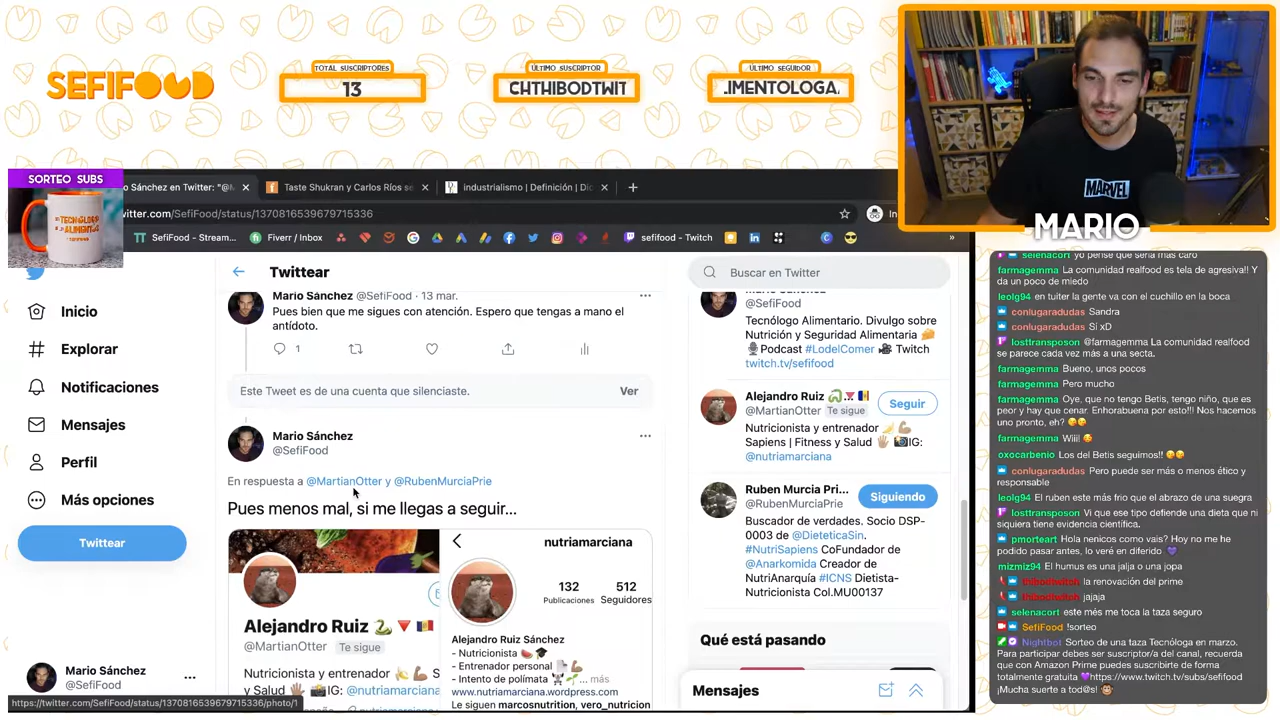 SEFIFOOD
TOTAL SUSCRIPTORES
13
ÚLTIMO SUSCRIPTOR
CHTHIBODTWIT
ÚLTIMO SEGUIDOR
.IMENTOLOGA.
MARVEL
MARIO
SORTEO SUBS
TECNÓLOGO
ALIMENTOS
o Sánchez en Twitter: "@M
Taste Shukran y Carlos Ríos se
industrialismo | Definición | Dic
witter.com/SefiFood/status/1370816539679715336
In
SefiFood - Stream...
Fiverr / Inbox
sefifood - Twitch
»
Inicio
Explorar
Notificaciones
Mensajes
Perfil
Más opciones
Twittear
Mario Sánchez
@SefiFood
Twittear
Mario Sánchez @SefiFood · 13 mar.
Pues bien que me sigues con atención. Espero que tengas a mano el
antídoto.
1
Este Tweet es de una cuenta que silenciaste.
Ver
Mario Sánchez
@SefiFood
En respuesta a @MartianOtter y @RubenMurciaPrie
Pues menos mal, si me llegas a seguir...
Alejandro Ruiz
@MartianOtter Te sigue
Nutricionista y entrenador
y Salud IG: @nutriamarciana
nutriamarciana
132
Publicaciones
512
Seguidores
Alejandro Ruiz Sánchez
- Nutricionista
- Entrenador personal
- Intento de polímata ... más
www.nutriamarciana.wordpress.com
Le siguen marcosnutrition, vero_nutricion
Buscar en Twitter
Mario Sánchez
@SefiFood
Tecnólogo Alimentario. Divulgo sobre
Nutrición y Seguridad Alimentaria
Podcast #LodelComer Twitch
twitch.tv/sefifood
Alejandro Ruiz
@MartianOtter Te sigue
Seguir
Nutricionista y entrenador
Sapiens | Fitness y Salud IG:
@nutriamarciana
Ruben Murcia Pri...
@RubenMurciaPrie
Siguiendo
Buscador de verdades. Socio DSP-
0003 de @DieteticaSin.
#NutriSapiens CoFundador de
@Anarkomida Creador de
NutriAnarquía #ICNS Dietista-
Nutricionista Col.MU00137
Qué está pasando
Mensajes
https://twitter.com/SefiFood/status/1370816539679715336/photo/1
selenacort yo pensé que sería más caro
farmagemma La comunidad realfood es tela de agresiva!! Y
da un poco de miedo
leolg94 en tuiter la gente va con el cuchillo en la boca
conlugaradudas Sandra
conlugaradudas Sí xD
losttransposon @farmagemma La comunidad realfood
se parece cada vez más a una secta.
farmagemma Bueno, unos pocos
farmagemma Pero mucho
farmagemma Oye, que no tengo Betis, tengo niño, que es
peor y hay que cenar. Enhorabuena por esto!!! Nos hacemos
uno pronto, eh?
farmagemma Wiii!
oxocarbenio Los del Betis seguimos!!
conlugaradudas Pero puede ser más o menos ético y
responsable
leolg94 El ruben este más frio que el abrazo de una suegra
losttransposon Vi que ese tipo defiende una dieta que ni
siquiera tiene evidencia científica.
pmorteart Hola nenicos como vais? Hoy no me he
podido pasar antes, lo veré en diferido
mizmiz94 El humus es una jalja o una jopa
thibodtwitch la renovación del prime
thibodtwitch jajaja
selenacort este més me toca la taza seguro
SefiFood !sorteo
Nightbot Sorteo de una taza Tecnóloga en marzo.
Para participar debes ser suscriptor/a del canal, recuerda
que con Amazon Prime puedes suscribirte de forma
totalmente gratuita https://www.twitch.tv/subs/sefifood
¡Mucha suerte a tod@s!